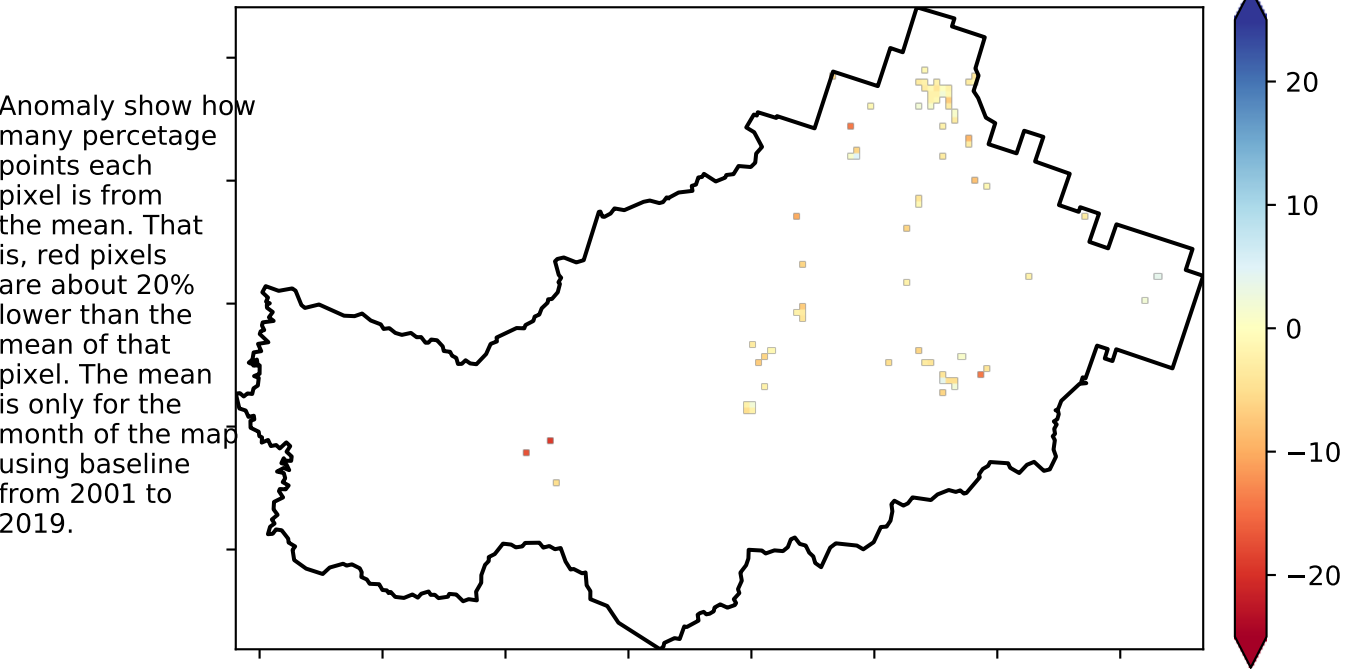 Anomaly show how
many percetage
points each
pixel is from
the mean. That
is, red pixels
are about 20%
lower than the
mean of that
pixel. The mean
is only for the
month of the map
using baseline
from 2001 to
2019.
20
10
0
−10
−20